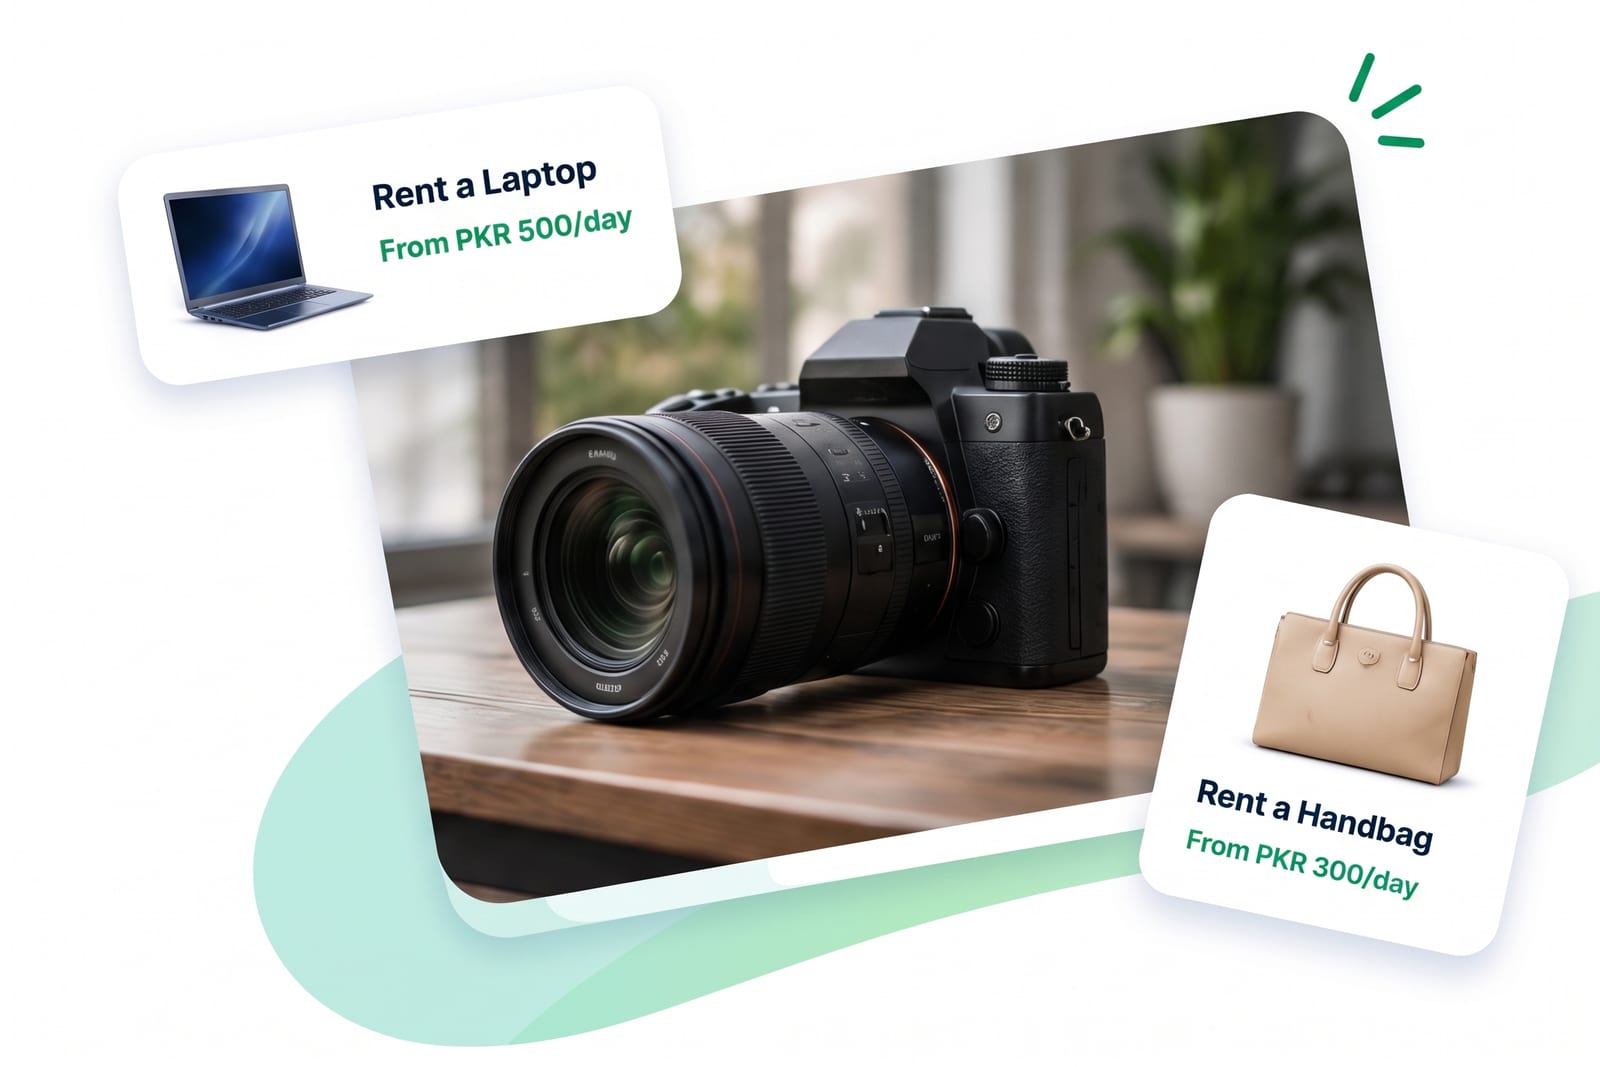 Rent a Laptop
From PKR 500/day
Rent a Handbag
From PKR 300/day